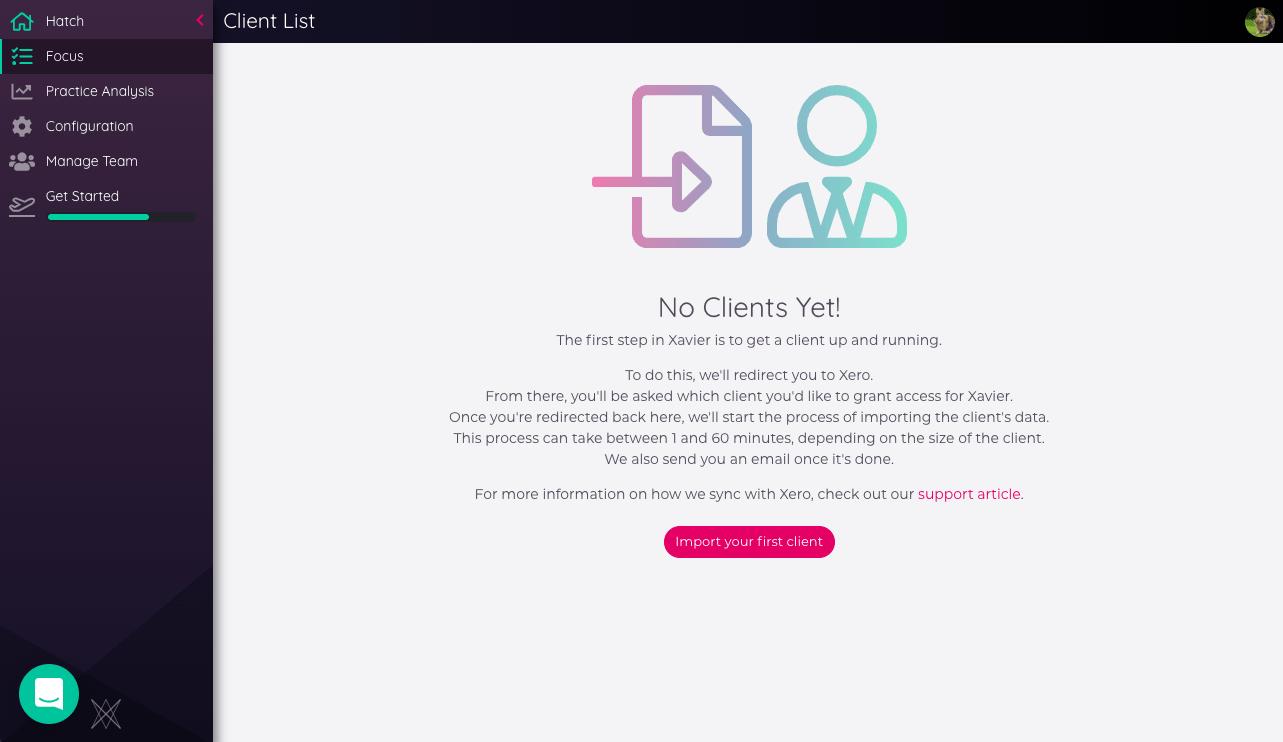 Hatch
Focus
Practice Analysis
Configuration
Manage Team
Get Started
Client List
No Clients Yet!
The first step in Xavier is to get a client up and running.
To do this, we'll redirect you to Xero.
From there, you'll be asked which client you'd like to grant access for Xavier.
Once you're redirected back here, we'll start the process of importing the client's data.
This process can take between 1 and 60 minutes, depending on the size of the client.
We also send you an email once it's done.
For more information on how we sync with Xero, check out our support article.
Import your first client